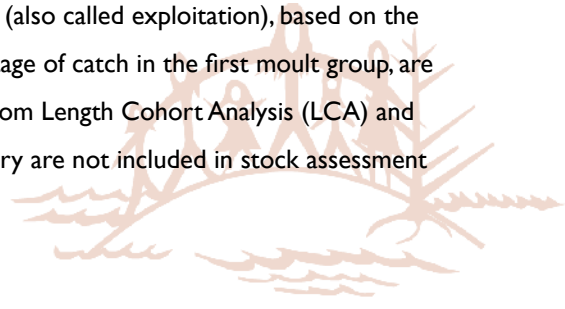 (also called exploitation), based on the
age of catch in the first moult group, are
om Length Cohort Analysis (LCA) and
ry are not included in stock assessment